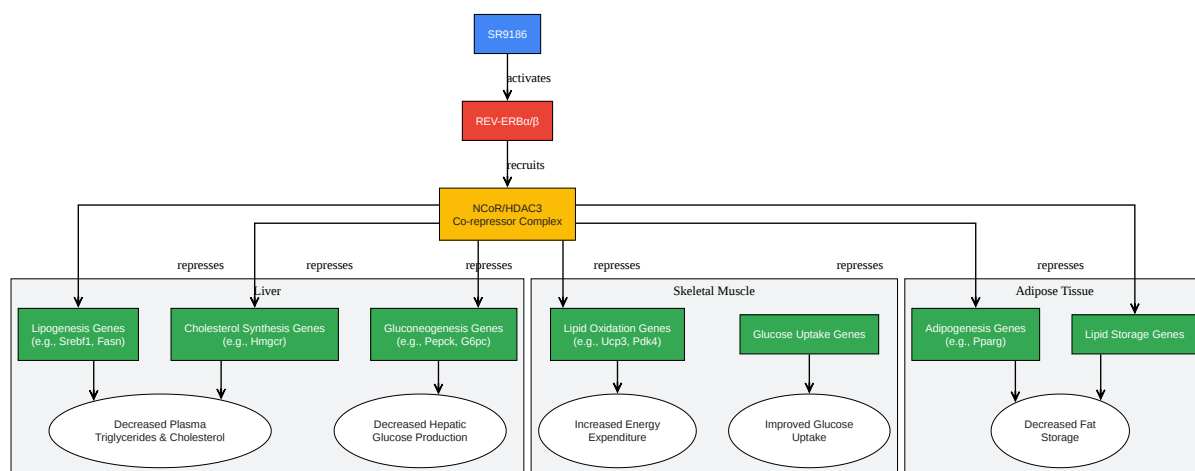 SR9186
activates
REV-ERBα/β
recruits
NCoR/HDAC3
Co-repressor Complex
represses
represses
represses
represses
represses
represses
Liver
Skeletal Muscle
Adipose Tissue
Lipogenesis Genes
(e.g., Srebf1, Fasn)
Cholesterol Synthesis Genes
(e.g., Hmgcr)
Gluconeogenesis Genes
(e.g., Pepck, G6pc)
Lipid Oxidation Genes
(e.g., Ucp3, Pdk4)
Glucose Uptake Genes
Adipogenesis Genes
(e.g., Pparg)
Lipid Storage Genes
Decreased Plasma
Triglycerides & Cholesterol
Decreased Hepatic
Glucose Production
Increased Energy
Expenditure
Improved Glucose
Uptake
Decreased Fat
Storage